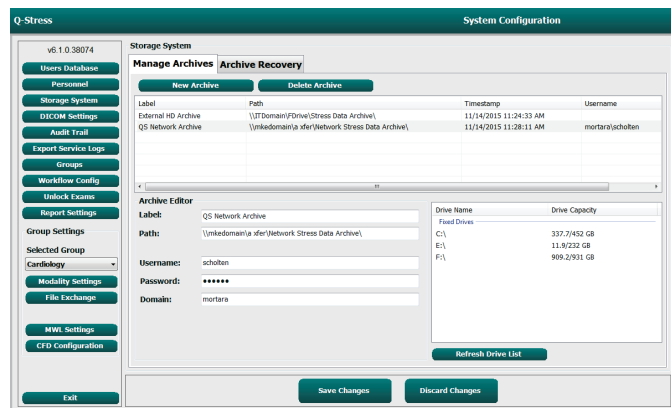 Q-Stress
System Configuration
v6.1.0.38074
Users Database
Personnel
Storage System
DICOM Settings
Audit Trail
Export Service Logs
Groups
Workflow Config
Unlock Exams
Report Settings
Group Settings
Selected Group
Cardiology
Modality Settings
File Exchange
MWL Settings
CFD Configuration
Exit
Storage System
Manage Archives Archive Recovery
New Archive Delete Archive
Label Path Timestamp Username
External HD Archive \\ITDomain\FDrive\Stress Data Archive\ 11/14/2015 11:24:33 AM
QS Network Archive \\mkedomain\a xfer\Network Stress Data Archive\ 11/14/2015 11:28:11 AM mortara\scholten
Archive Editor
Label: QS Network Archive
Path: \\mkedomain\a xfer\Network Stress Data Archive\
Username: scholten
Password: ●●●●●●
Domain: mortara
Drive Name Drive Capacity
Fixed Drives
C:\ 337.7/452 GB
E:\ 11.9/232 GB
F:\ 909.2/931 GB
Refresh Drive List
Save Changes Discard Changes